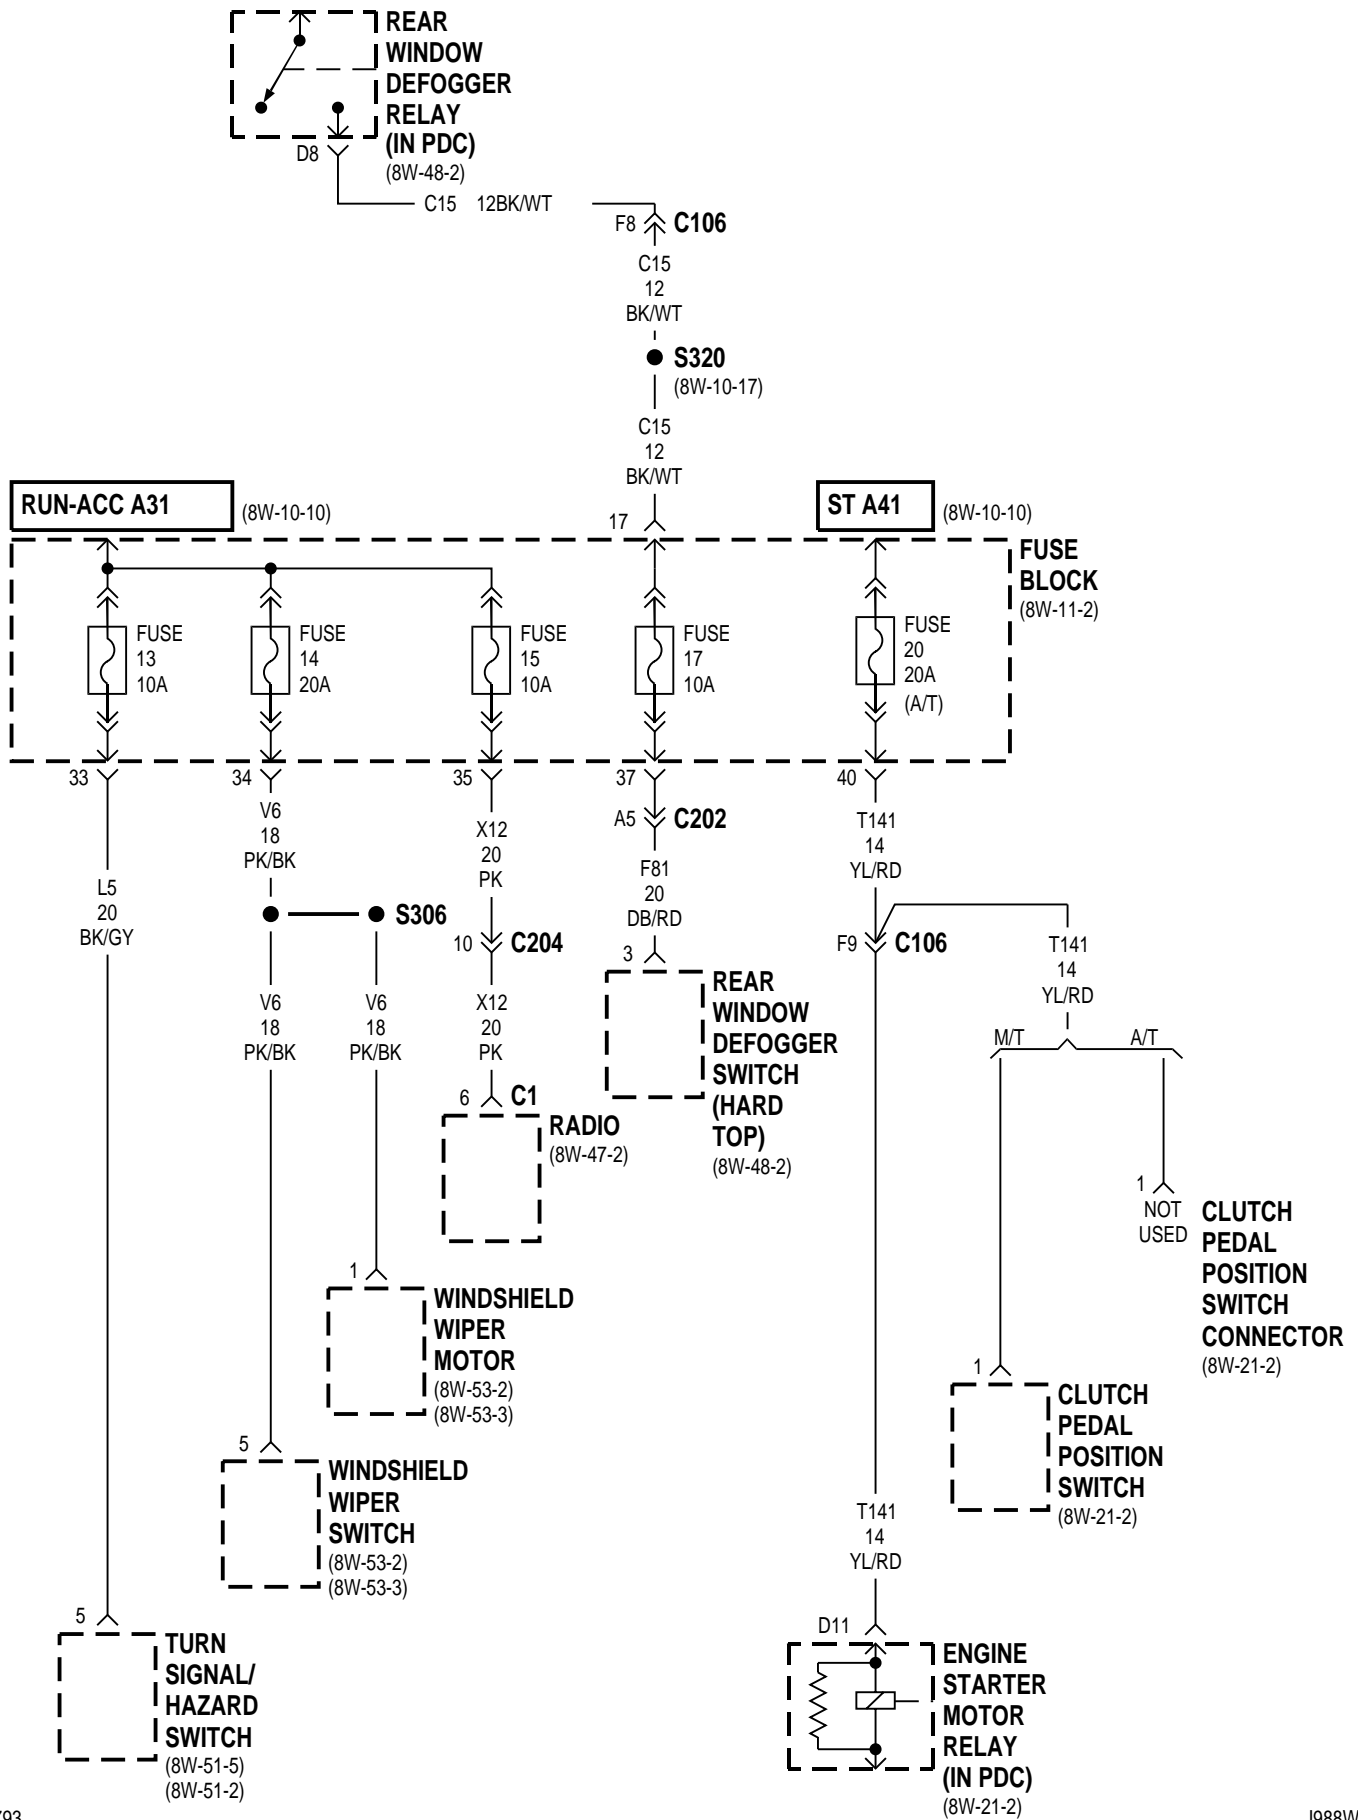 REAR
WINDOW
DEFOGGER
RELAY
(IN PDC)
(8W-48-2)
D8
C15 12BK/WT
F8 C106
C15
12
BK/WT
S320
(8W-10-17)
C15
12
BK/WT
RUN-ACC A31 (8W-10-10)
17
ST A41 (8W-10-10)
FUSE
BLOCK
(8W-11-2)
FUSE
13
10A
FUSE
14
20A
FUSE
15
10A
FUSE
17
10A
FUSE
20
20A
(A/T)
33
34
35
37
40
V6
18
PK/BK
X12
20
PK
A5 C202
T141
14
YL/RD
L5
20
BK/GY
F81
20
DB/RD
S306
10 C204
F9 C106
T141
14
YL/RD
3
REAR
WINDOW
DEFOGGER
SWITCH
(HARD
TOP)
(8W-48-2)
V6
18
PK/BK
V6
18
PK/BK
X12
20
PK
M/T A/T
6 C1
RADIO
(8W-47-2)
1
NOT
USED
CLUTCH
PEDAL
POSITION
SWITCH
CONNECTOR
(8W-21-2)
1
WINDSHIELD
WIPER
MOTOR
(8W-53-2)
(8W-53-3)
1
CLUTCH
PEDAL
POSITION
SWITCH
(8W-21-2)
5
WINDSHIELD
WIPER
SWITCH
(8W-53-2)
(8W-53-3)
T141
14
YL/RD
5
TURN
SIGNAL/
HAZARD
SWITCH
(8W-51-5)
(8W-51-2)
D11
ENGINE
STARTER
MOTOR
RELAY
(IN PDC)
(8W-21-2)